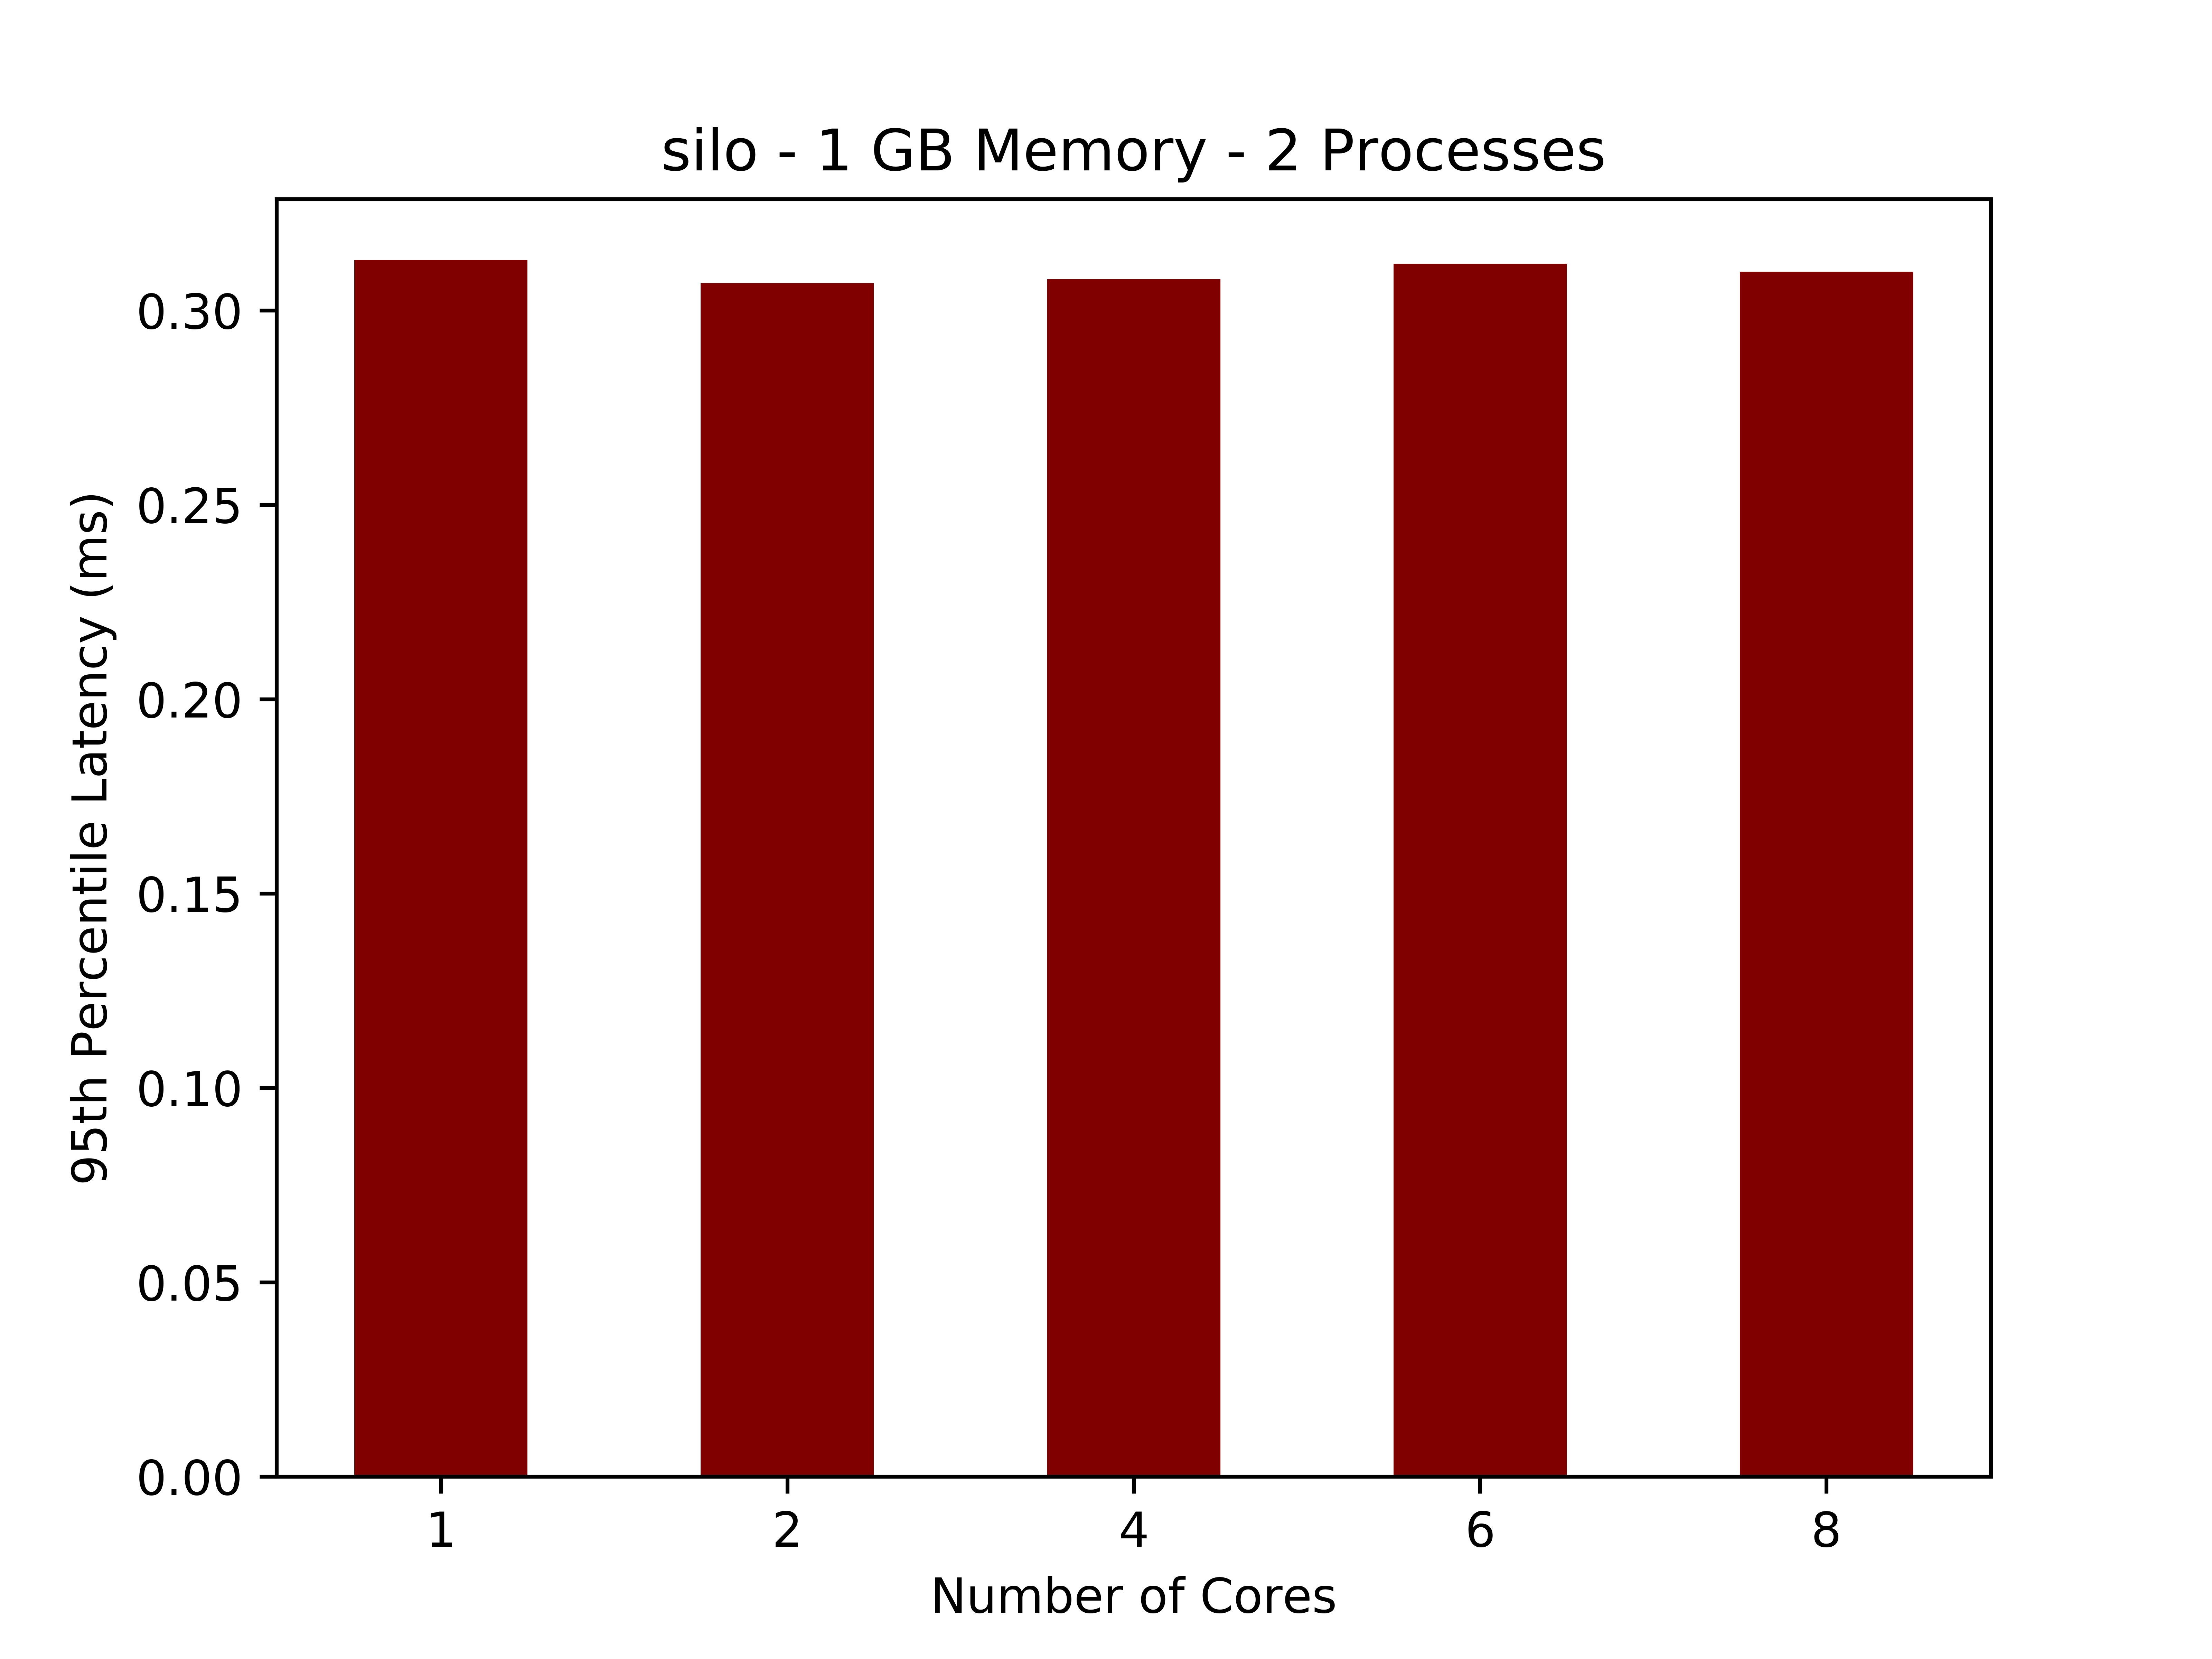 silo - 1 GB Memory - 2 Processes
95th Percentile Latency (ms)
0.30
0.25
0.20
0.15
0.10
0.05
0.00
1 2 4 6 8
Number of Cores